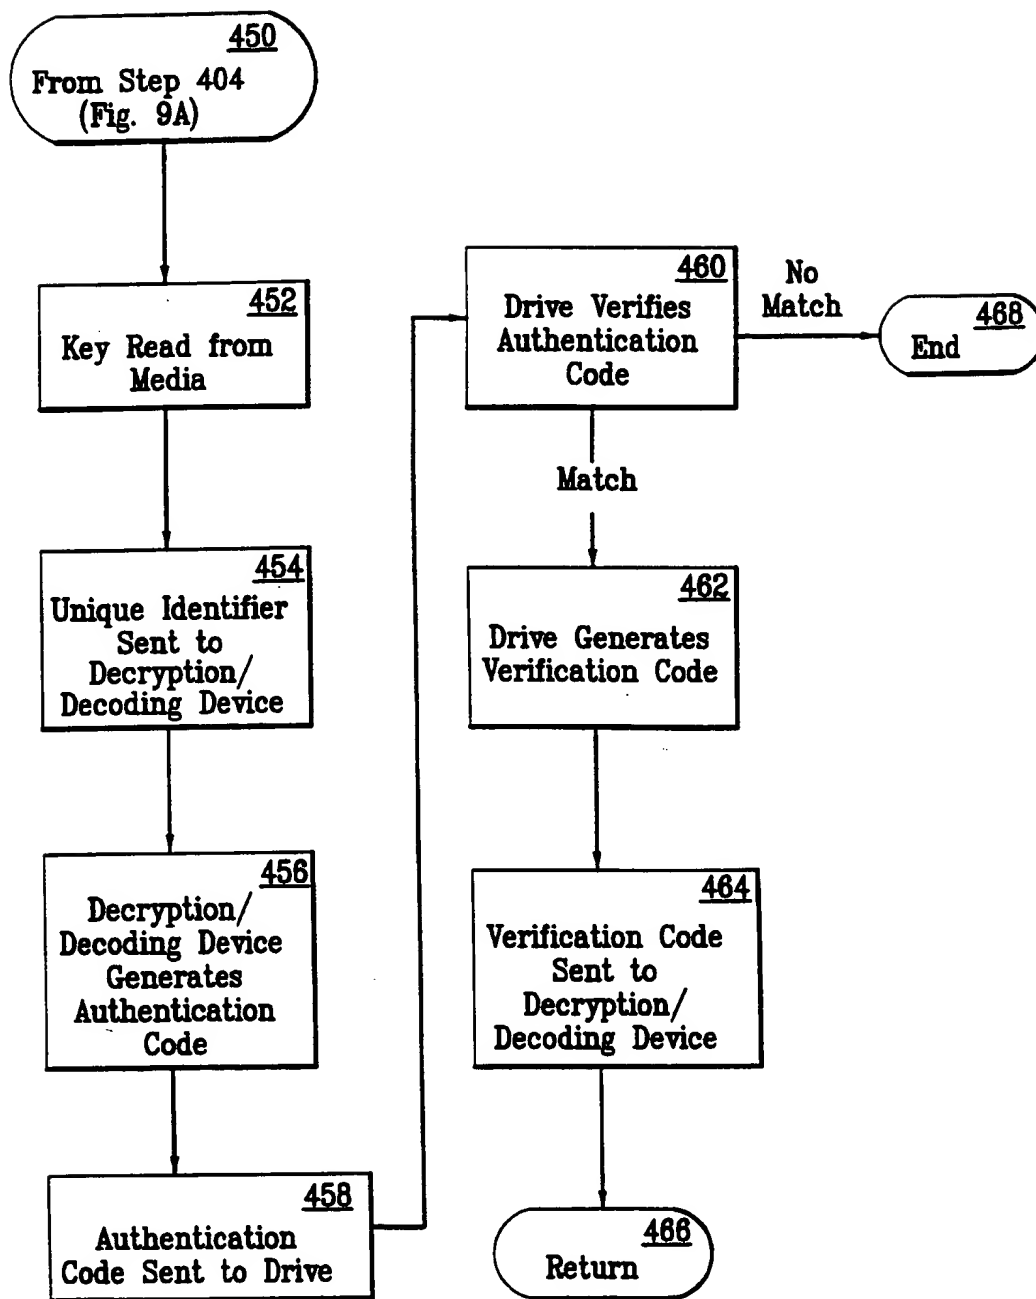 450
From Step 404
(Fig. 9A)
452
Key Read from
Media
454
Unique Identifier
Sent to
Decryption/
Decoding Device
456
Decryption/
Decoding Device
Generates
Authentication
Code
458
Authentication
Code Sent to Drive
460
Drive Verifies
Authentication
Code
No
Match
468
End
Match
462
Drive Generates
Verification Code
464
Verification Code
Sent to
Decryption/
Decoding Device
466
Return